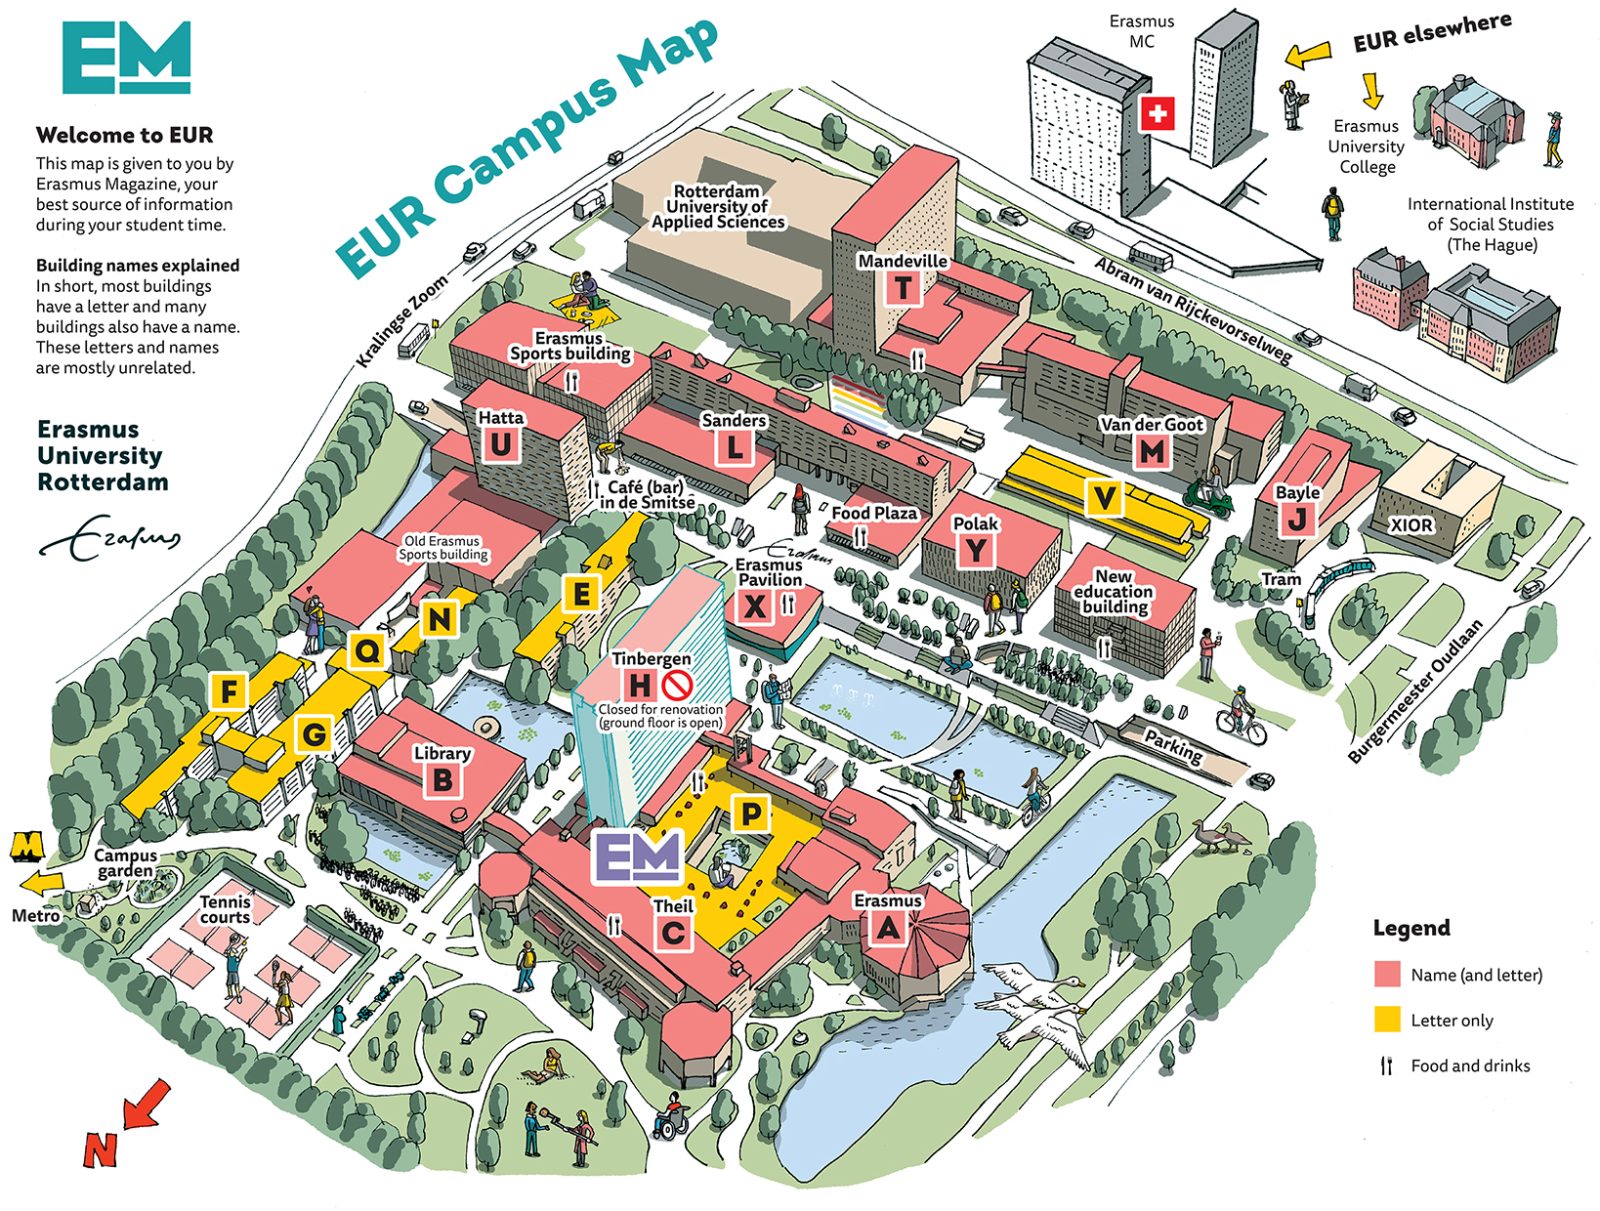 EM
Welcome to EUR
This map is given to you by
Erasmus Magazine, your
best source of information
during your student time.
Building names explained
In short, most buildings
have a letter and many
buildings also have a name.
These letters and names
are mostly unrelated.
Erasmus
University
Rotterdam
Erasmus
EUR Campus Map
Erasmus
MC
EUR elsewhere
Erasmus
University
College
International Institute
of Social Studies
(The Hague)
Rotterdam
University of
Applied Sciences
Kralingse Zoom
Abram van Rijckevorselweg
Mandeville
T
Erasmus
Sports building
Hatta
U
Sanders
L
Van der Goot
M
Café (bar)
in de Smitse
V
Bayle
J
XIOR
Food Plaza
Polak
Y
Old Erasmus
Sports building
Erasmus
Erasmus
Pavilion
X
New
education
building
Tram
E
N
Q
F
G
Tinbergen
H
Closed for renovation
(ground floor is open)
Burgermeester Oudlaan
Parking
Library
B
P
EM
M
Metro
Campus
garden
Tennis
courts
Theil
C
Erasmus
A
Legend
Name (and letter)
Letter only
Food and drinks
N